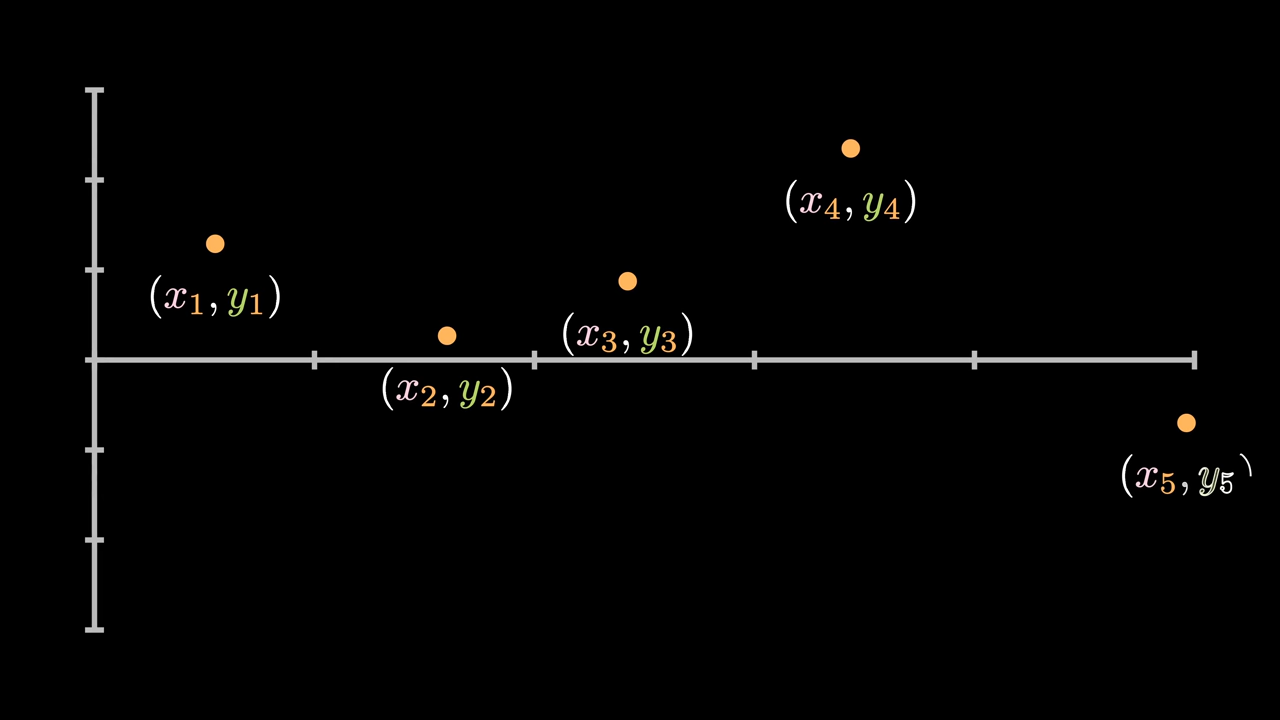 (x₄, y₄)
(x₁, y₁)
(x₃, y₃)
(x₂, y₂)
(x₅, y₅)